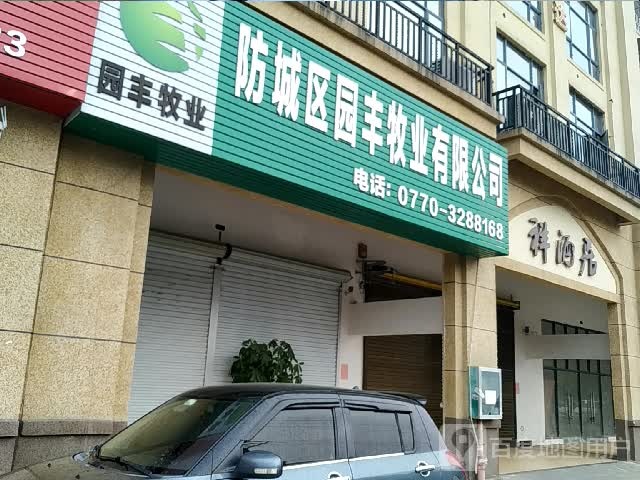 3
园丰牧业
防城区园丰牧业有限公司
电话：0770-3288168
祥酒居
百度地图用户